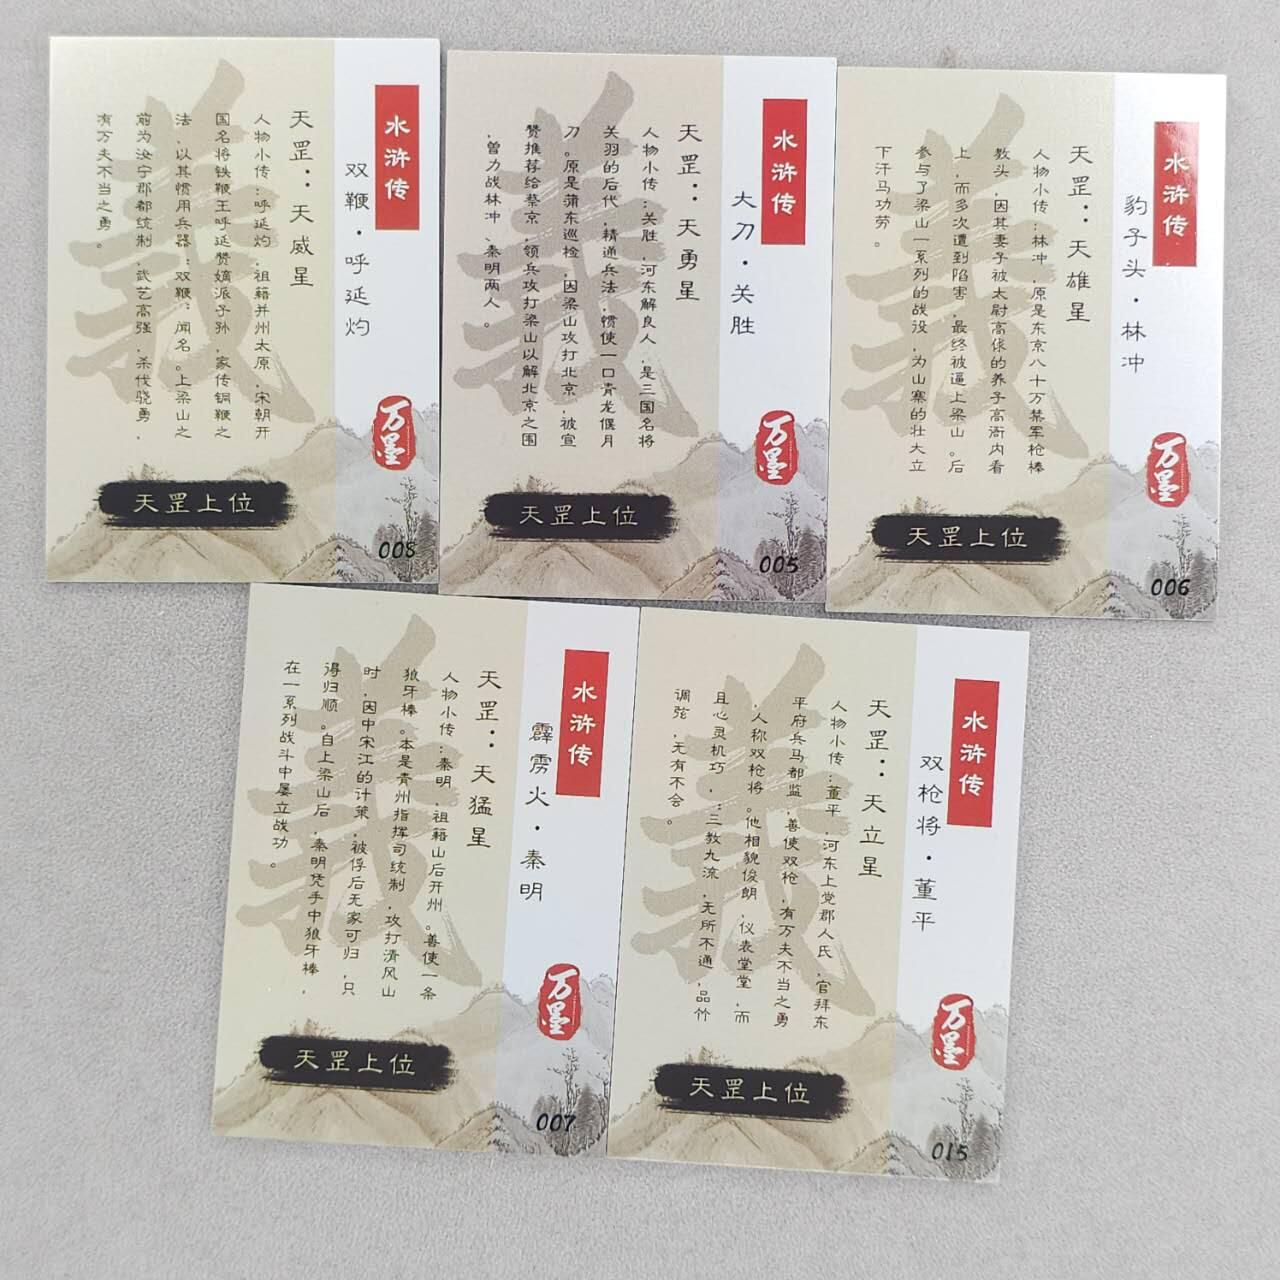 水浒传
双鞭·呼延灼
天罡：天威星
人物小传：呼延灼，祖籍并州太原，宋朝开
国名将铁鞭王呼延赞嫡派子孙，家传铜鞭之
法，以其惯用兵器：双鞭：闻名。上梁山之
前为汝宁郡都统制，武艺高强，杀伐骁勇，
有万夫不当之勇。
万墨
天罡上位
008
水浒传
大刀·关胜
天罡：天勇星
人物小传：关胜，河东解良人，是三国名将
关羽的后代，精通兵法，惯使一口青龙偃月
刀。原是蒲东巡检，因梁山攻打北京，被宣
赞推荐给蔡京，领兵攻打梁山以解北京之围
，曾力战林冲、秦明两人。
万墨
天罡上位
005
水浒传
豹子头·林冲
天罡：天雄星
人物小传：林冲，原是东京八十万禁军枪棒
教头，因其妻子被太尉高俅的养子高衙内看
上，而多次遭到陷害，最终被逼上梁山。后
参与了梁山一系列的战役，为山寨的壮大立
下汗马功劳。
万墨
天罡上位
006
水浒传
霹雳火·秦明
天罡：天猛星
人物小传：秦明，祖籍山后开州。善使一条
狼牙棒。本是青州指挥司统制，攻打清风山
时，因中宋江的计策，被俘后无家可归，只
得归顺。自上梁山后，秦明凭手中狼牙棒，
在一系列战斗中屡立战功。
万墨
天罡上位
007
水浒传
双枪将·董平
天罡：天立星
人物小传：董平，河东上党郡人氏，官拜东
平府兵马都监，善使双枪，有万夫不当之勇
，人称双枪将。他相貌俊朗，仪表堂堂，而
且心灵机巧，：三教九流，无所不通，品竹
调弦，无有不会。
万墨
天罡上位
015
義
義
義
義
義